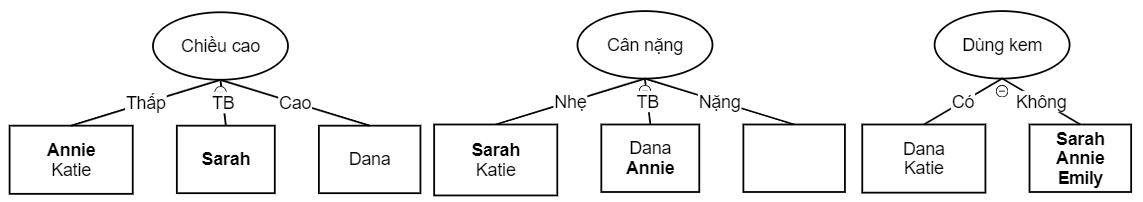 Chiều cao
Thấp
TB
Cao
Annie
Katie
Sarah
Dana
Cân nặng
Nhẹ
TB
Nặng
Sarah
Katie
Dana
Annie
Dùng kem
Có
Không
Dana
Katie
Sarah
Annie
Emily